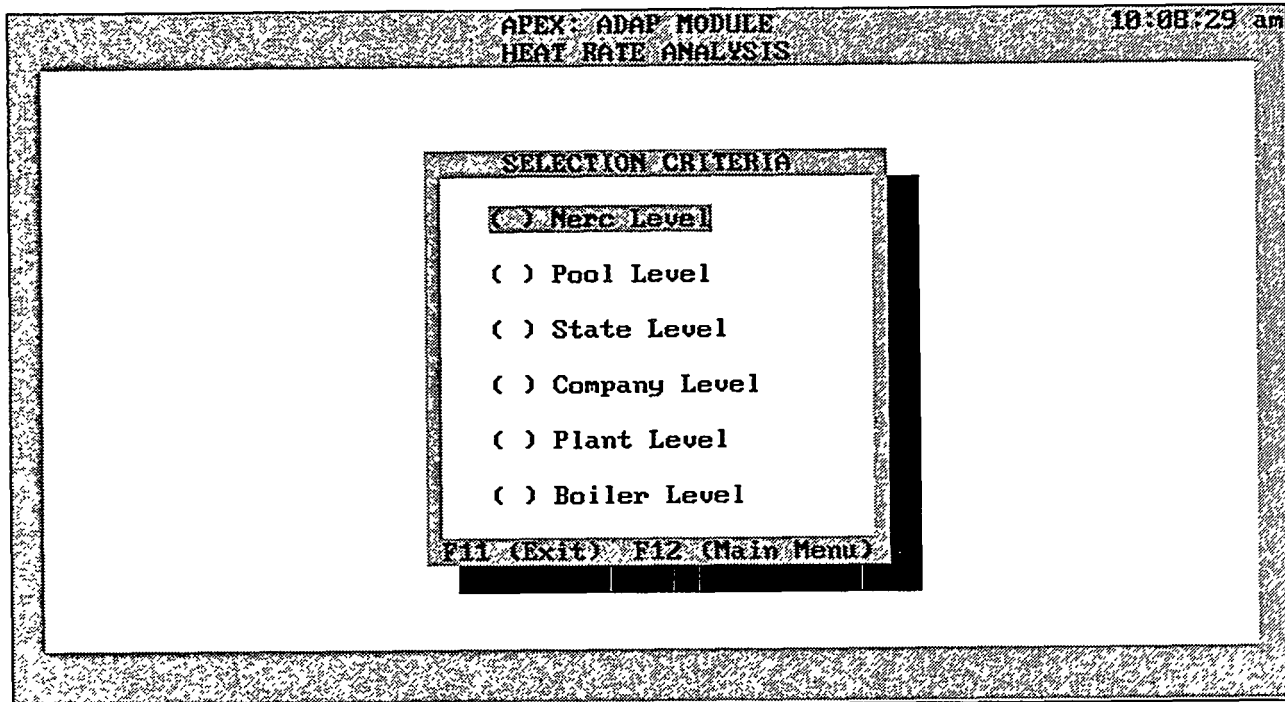 APEX: ADAP MODULE 10:08:29 am
HEAT RATE ANALYSIS
SELECTION CRITERIA
( ) Nerc Level
( ) Pool Level
( ) State Level
( ) Company Level
( ) Plant Level
( ) Boiler Level
F11 (Exit) F12 (Main Menu)